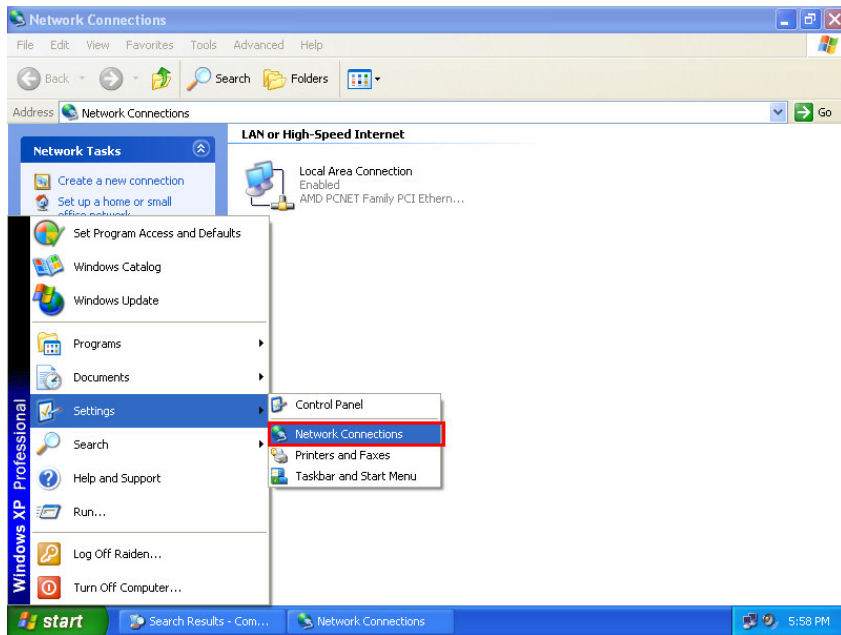 Network Connections
File Edit View Favorites Tools Advanced Help
Back Search Folders
Address Network Connections Go
LAN or High-Speed Internet
Network Tasks
Create a new connection
Set up a home or small
office network
Local Area Connection
Enabled
AMD PCNET Family PCI Ethern...
Set Program Access and Defaults
Windows Catalog
Windows Update
Programs
Documents
Settings
Search
Help and Support
Run...
Log Off Raiden...
Turn Off Computer...
Windows XP Professional
Control Panel
Network Connections
Printers and Faxes
Taskbar and Start Menu
start Search Results - Com... Network Connections 5:58 PM